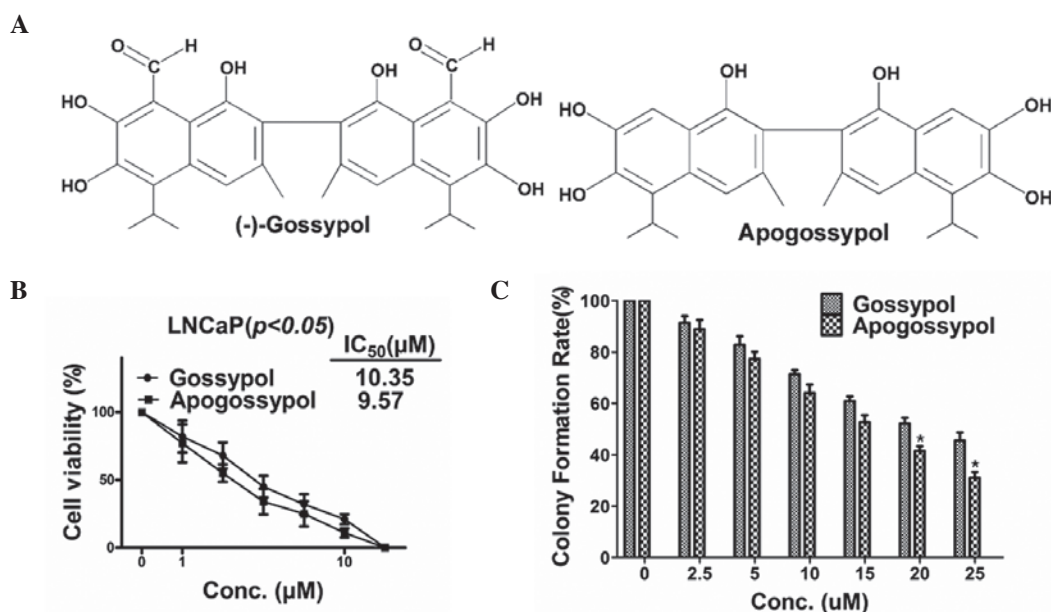 A
O H OH OH O H
C C
HO OH
HO OH
(-)-Gossypol
OH OH
HO OH
HO OH
Apogossypol
B
LNCaP(p<0.05)
IC50(μM)
Gossypol 10.35
Apogossypol 9.57
Cell viability (%)
100
50
0
0 1 10
Conc. (μM)
C
Colony Formation Rate(%)
100
80
60
40
20
0
Gossypol
Apogossypol
*
*
0 2.5 5 10 15 20 25
Conc. (uM)